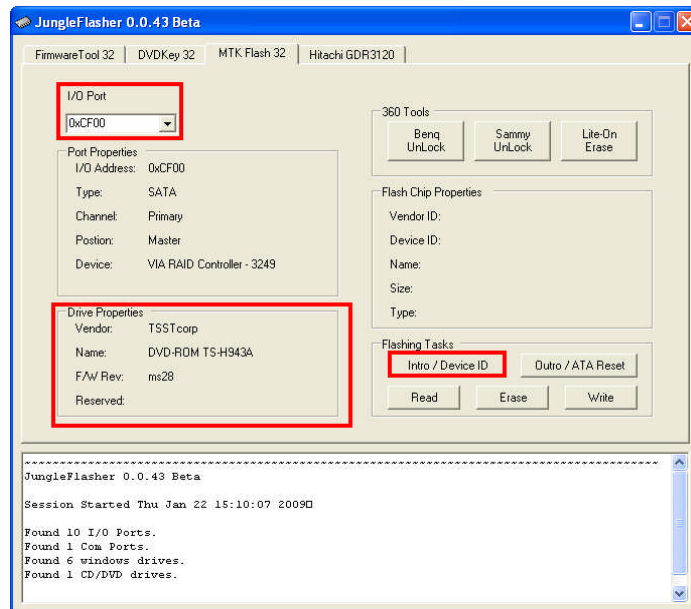 JungleFlasher 0.0.43 Beta
FirmwareTool 32
DVDKey 32
MTK Flash 32
Hitachi GDR3120
I/O Port
0xCF00
Port Properties
I/O Address: 0xCF00
Type: SATA
Channel: Primary
Postion: Master
Device: VIA RAID Controller - 3249
Drive Properties
Vendor: TSSTcorp
Name: DVD-ROM TS-H943A
F/W Rev: ms28
Reserved:
360 Tools
Benq
UnLock
Sammy
UnLock
Lite-On
Erase
Flash Chip Properties
Vendor ID:
Device ID:
Name:
Size:
Type:
Flashing Tasks
Intro / Device ID
Outro / ATA Reset
Read
Erase
Write
JungleFlasher 0.0.43 Beta
Session Started Thu Jan 22 15:10:07 2009
Found 10 I/O Ports.
Found 1 Com Ports.
Found 6 windows drives.
Found 1 CD/DVD drives.